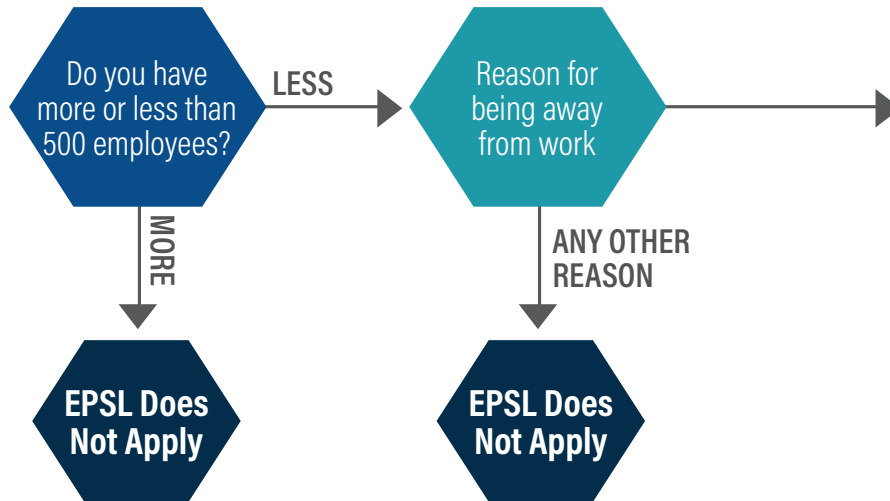 Do you have
more or less than
500 employees?
LESS
Reason for
being away
from work
MORE
ANY OTHER
REASON
EPSL Does
Not Apply
EPSL Does
Not Apply